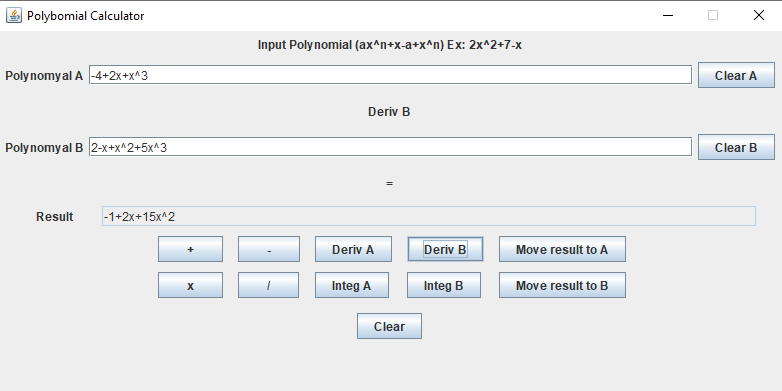 Polybomial Calculator
Input Polynomial (ax^n+x-a+x^n) Ex: 2x^2+7-x
Polynomyal A -4+2x+x^3 Clear A
Deriv B
Polynomyal B 2-x+x^2+5x^3 Clear B
=
Result -1+2x+15x^2
+ - Deriv A Deriv B Move result to A
x / Integ A Integ B Move result to B
Clear